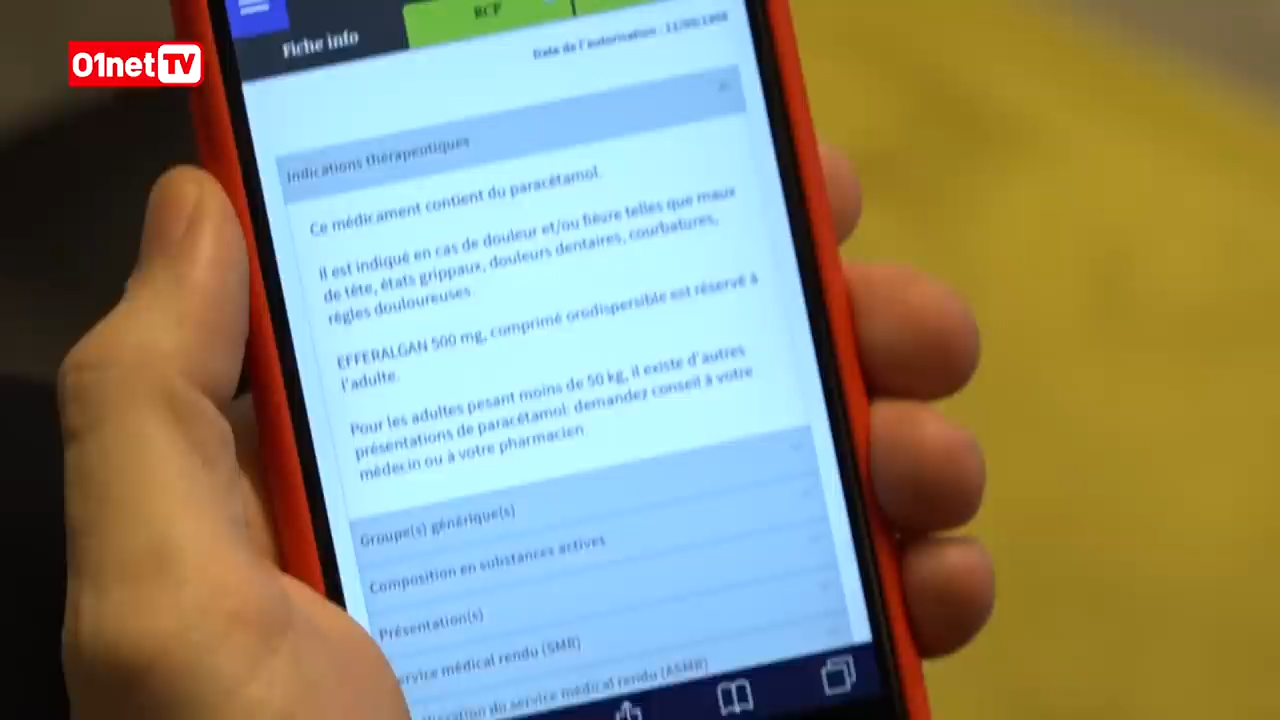 01net TV
RCP
Fiche info
Date de l'autorisation : 11/09/1998
Indications thérapeutiques
Ce médicament contient du paracétamol.
Il est indiqué en cas de douleur et/ou fièvre telles que maux
de tête, états grippaux, douleurs dentaires, courbatures,
règles douloureuses.
EFFERALGAN 500 mg, comprimé orodispersible est réservé à
l'adulte.
Pour les adultes pesant moins de 50 kg, il existe d'autres
présentations de paracétamol: demandez conseil à votre
médecin ou à votre pharmacien
Groupe(s) générique(s)
Composition en substances actives
Présentation(s)
ervice médical rendu (SMR)
du service médical rendu (ASMR)